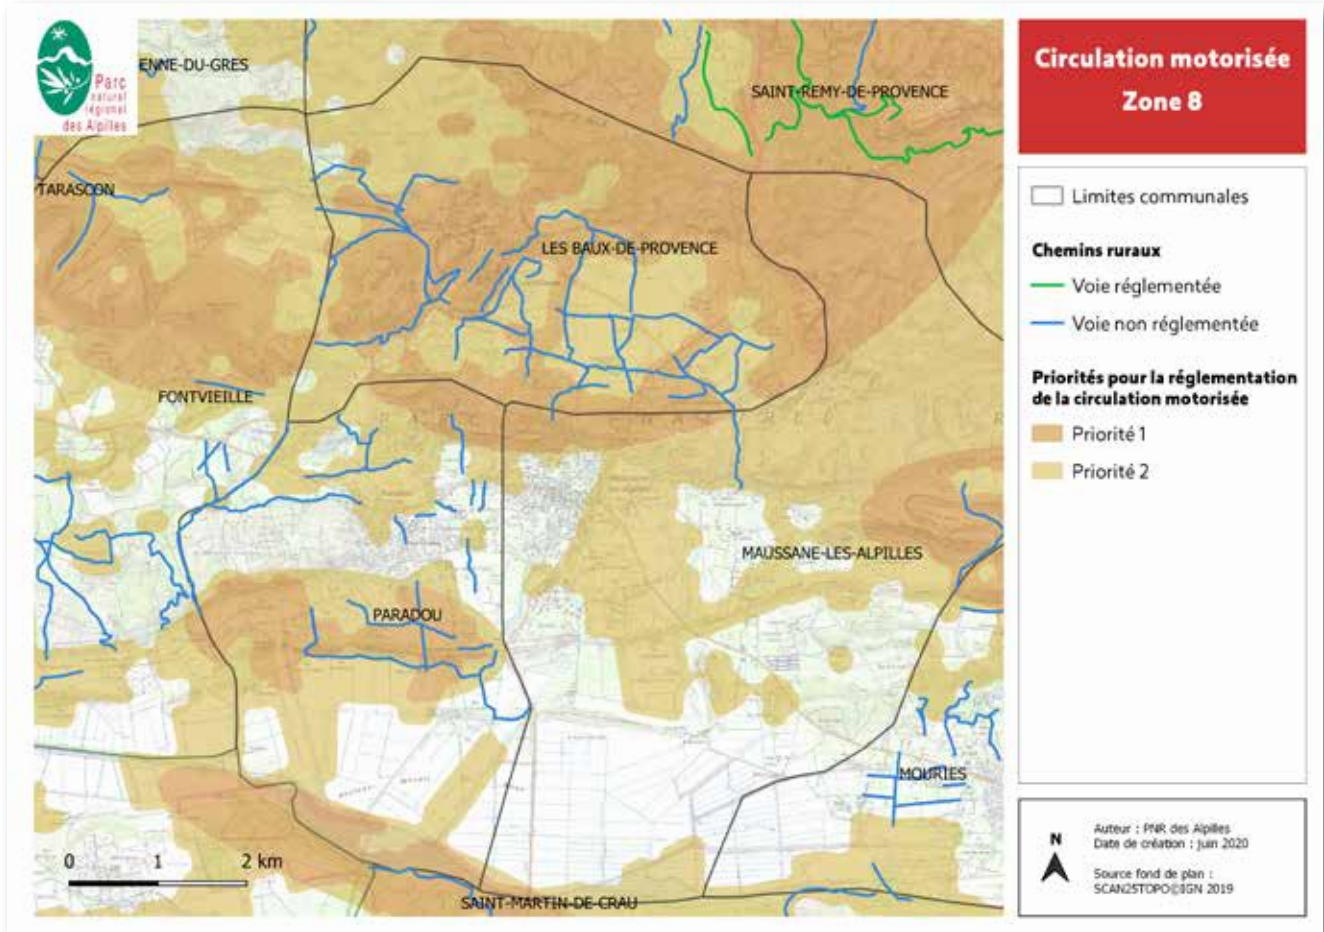 Parc
naturel
régional
des Alpilles
ENNE-DU-GRES
SAINT-REMY-DE-PROVENCE
TARASCON
LES BAUX-DE-PROVENCE
FONTVIEILLE
MAUSSANE-LES-ALPILLES
PARADOU
MOURIES
0 1 2 km
SAINT-MARTIN-DE-CRAU
Circulation motorisée
Zone 8
Limites communales
Chemins ruraux
Voie réglementée
Voie non réglementée
Priorités pour la réglementation
de la circulation motorisée
Priorité 1
Priorité 2
N
Auteur : PNR des Alpilles
Date de création : juin 2020
Source fond de plan :
SCAN25TOPO©IGN 2019